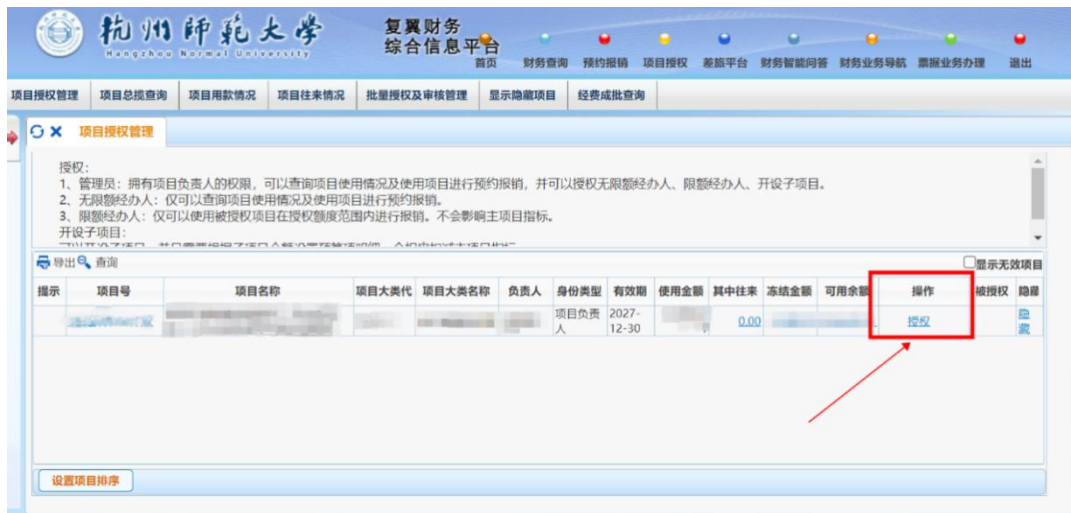 杭州师范大学
Hangzhou Normal University
复翼财务
综合信息平台
首页 财务查询 预约报销 项目授权 差旅平台 财务智能问答 财务业务导航 票据业务办理 退出
项目授权管理 项目总揽查询 项目用款情况 项目往来情况 批量授权及审核管理 显示隐藏项目 经费成批查询
项目授权管理
授权：
1、管理员：拥有项目负责人的权限，可以查询项目使用情况及使用项目进行预约报销，并可以授权无限额经办人、限额经办人、开设子项目。
2、无限额经办人：仅可以查询项目使用情况及使用项目进行预约报销。
3、限额经办人：仅可以使用被授权项目在授权额度范围内进行报销。不会影响主项目指标。
开设子项目：
导出 查询 显示无效项目
提示 项目号 项目名称 项目大类代 项目大类名称 负责人 身份类型 有效期 使用金额 其中往来 冻结金额 可用余额 操作 被授权 隐藏
项目负责人 2027-12-30 0.00 授权 隐藏
设置项目排序